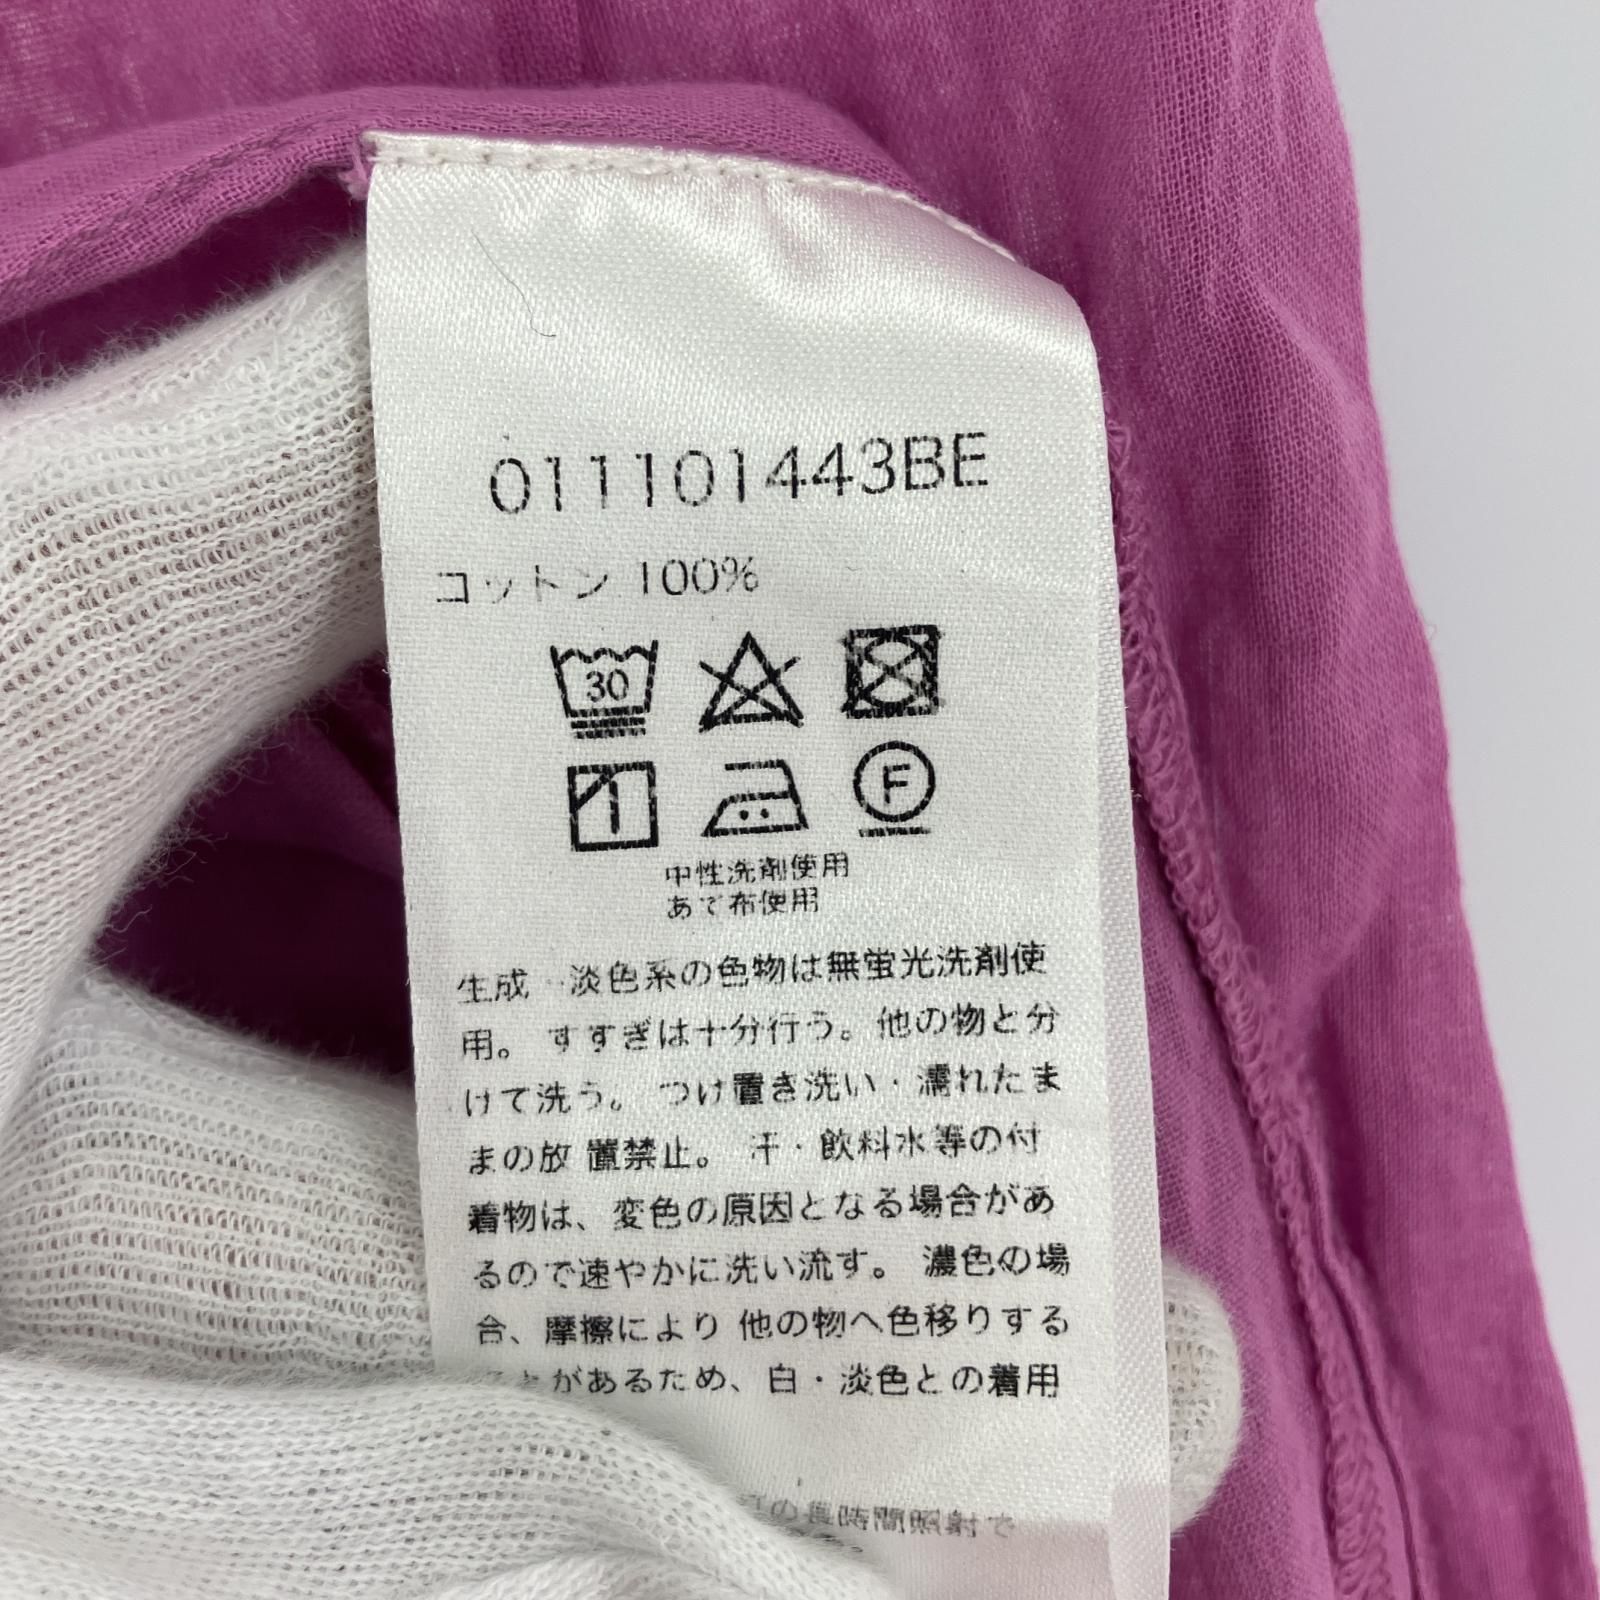 011101443BE
コットン 100%
30
F
中性洗剤使用
あて布使用
生成・淡色系の色物は無蛍光洗剤使
用。 すすぎは十分行う。他の物と分
けて洗う。 つけ置き洗い・濡れたま
まの放 置禁止。 汗・飲料水等の付
着物は、変色の原因となる場合があ
るので速やかに洗い流す。 濃色の場
合、摩擦により 他の物へ色移りする
ことがあるため、白・淡色との着用
の長時間照射で